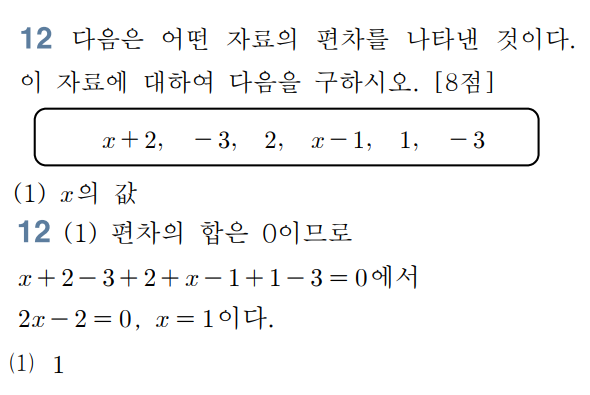 12 다음은 어떤 자료의 편차를 나타낸 것이다.
이 자료에 대하여 다음을 구하시오. [8점]
x+2, -3, 2, x-1, 1, -3
(1) x의 값
12 (1) 편차의 합은 0이므로
x+2-3+2+x-1+1-3=0에서
2x-2=0, x=1이다.
(1) 1